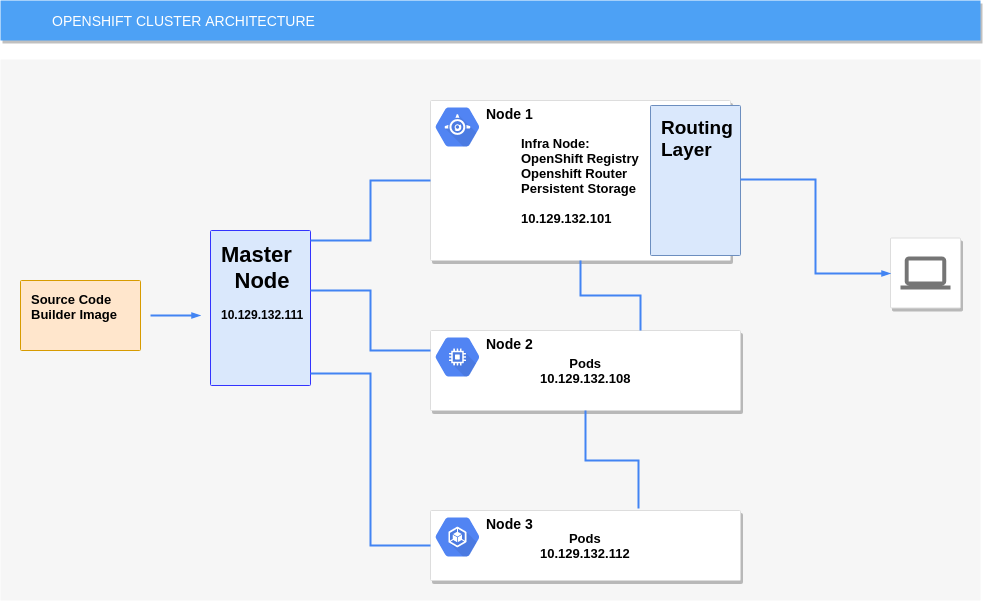 OPENSHIFT CLUSTER ARCHITECTURE
Source Code
Builder Image
Master
Node
10.129.132.111
Node 1
Infra Node:
OpenShift Registry
Openshift Router
Persistent Storage
10.129.132.101
Routing
Layer
Node 2
Pods
10.129.132.108
Node 3
Pods
10.129.132.112